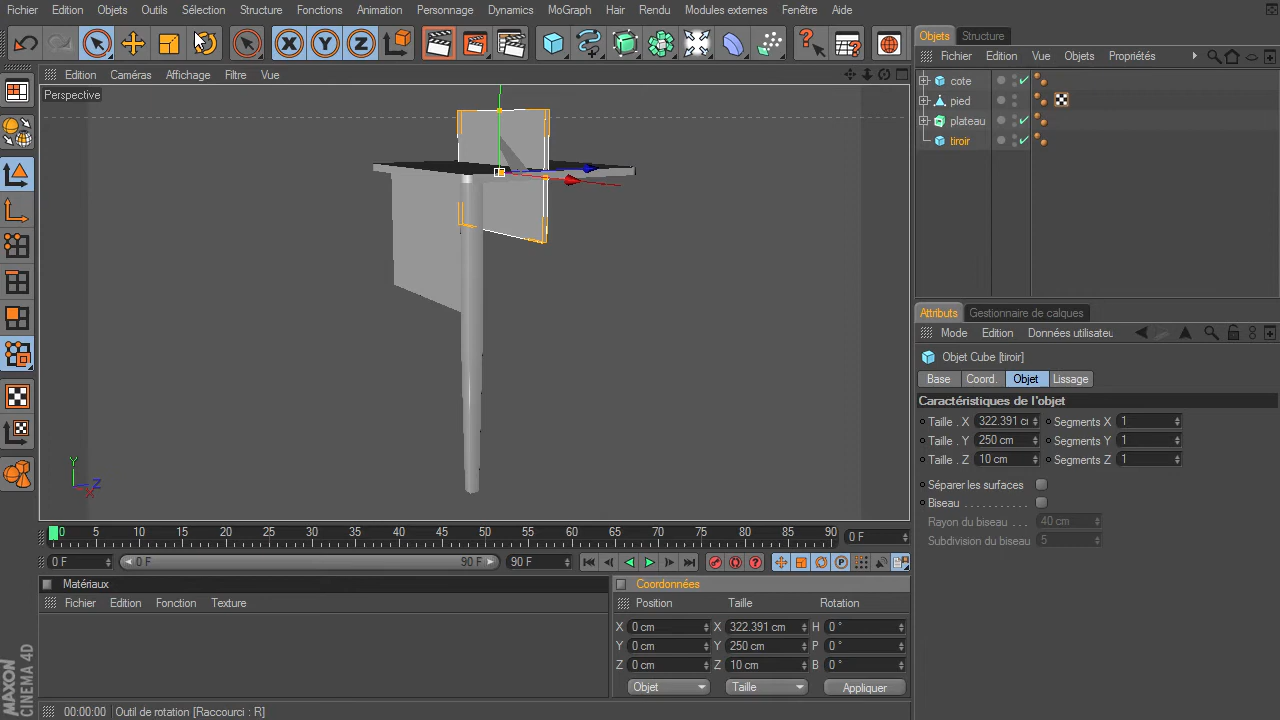 Fichier Edition Objets Outils Sélection Structure Fonctions Animation Personnage Dynamics MoGraph Hair Rendu Modules externes Fenêtre Aide
Edition Caméras Affichage Filtre Vue
Perspective
Y
Z
X
Objets Structure
Fichier Edition Vue Objets Propriétés
cote
pied
plateau
tiroir
Attributs Gestionnaire de calques
Mode Edition Données utilisateu
Objet Cube [tiroir]
Base Coord. Objet Lissage
Caractéristiques de l'objet
Taille . X 322.391 c Segments X 1
Taille . Y 250 cm Segments Y 1
Taille . Z 10 cm Segments Z 1
Séparer les surfaces
Biseau
Rayon du biseau . . . 40 cm
Subdivision du biseau 5
0 5 10 15 20 25 30 35 40 45 50 55 60 65 70 75 80 85 90 0 F
0 F 0 F 90 F 90 F
Matériaux
Fichier Edition Fonction Texture
Coordonnées
Position Taille Rotation
X 0 cm X 322.391 cm H 0 °
Y 0 cm Y 250 cm P 0 °
Z 0 cm Z 10 cm B 0 °
Objet Taille Appliquer
MAXON
CINEMA 4D
00:00:00 Outil de rotation [Raccourci : R]